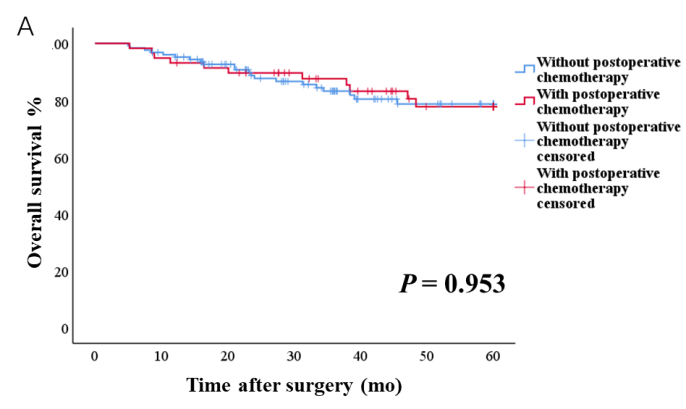 A
.00
80
60
40
20
0
Overall survival %
0 10 20 30 40 50 60
Time after surgery (mo)
P = 0.953
Without postoperative
chemotherapy
With postoperative
chemotherapy
Without postoperative
chemotherapy
censored
With postoperative
chemotherapy
censored